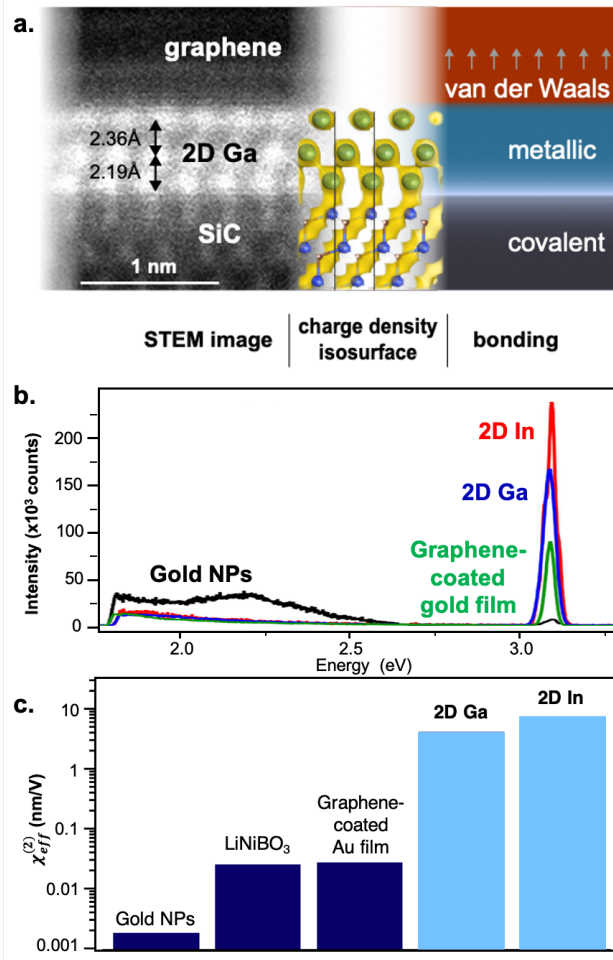 a.
graphene
2.36Å
2D Ga
2.19Å
SiC
1 nm
van der Waals
metallic
covalent
STEM image
charge density
isosurface
bonding
b.
Intensity (x10³ counts)
200
150
100
50
0
2D In
2D Ga
Graphene-
coated
gold film
Gold NPs
2.0
2.5
3.0
Energy (eV)
c.
χ_eff^(2) (nm/V)
10
1
0.1
0.01
0.001
Gold NPs
LiNiBO₃
Graphene-
coated
Au film
2D Ga
2D In